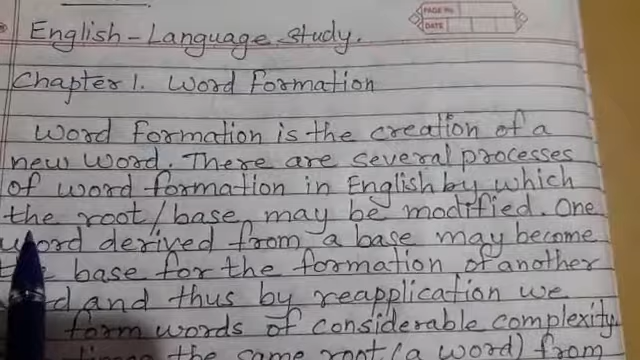 PAGE No.
DATE
English-Language Study.
Chapter 1. Word Formation
Word Formation is the creation of a
new word. There are several processes
of word formation in English by which
the root/base may be modified. One
word derived from a base may become
base for the formation of another
and thus by reapplication we
form words of considerable complexity
the same root (a word) from